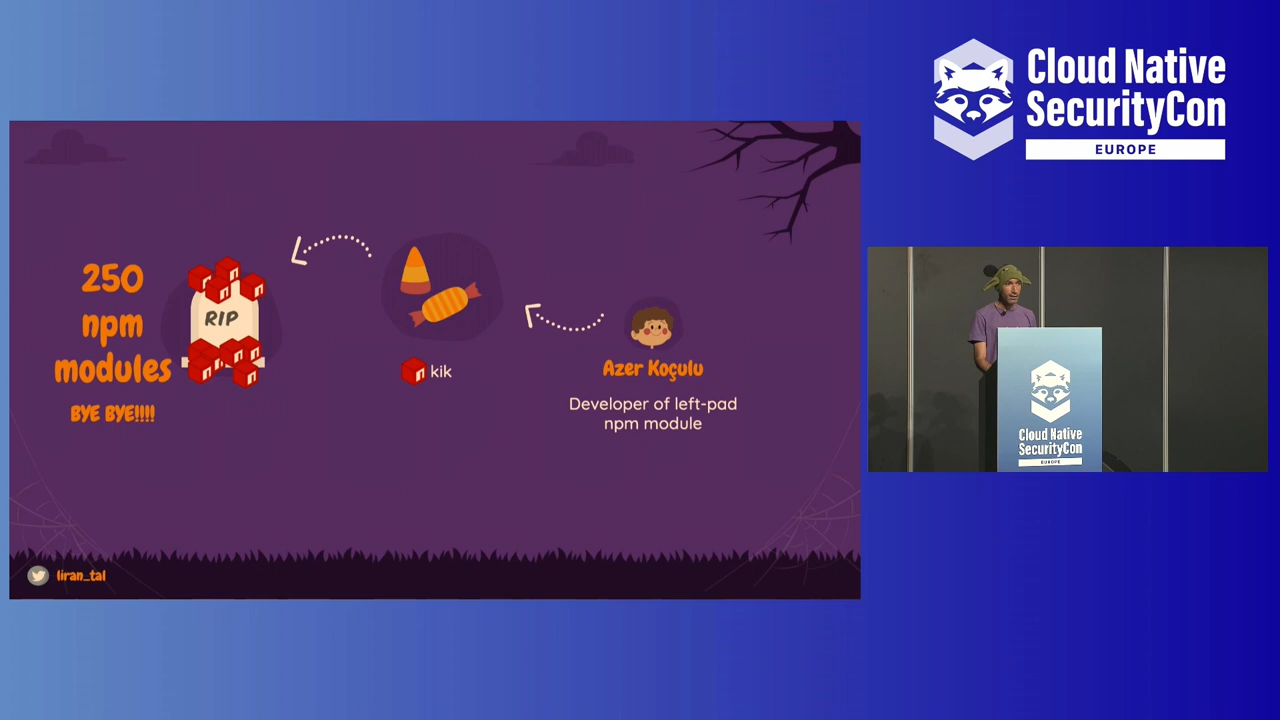 Cloud Native
SecurityCon
EUROPE
250
npm
modules
BYE BYE!!!!
RIP
kik
Azer Koçulu
Developer of left-pad
npm module
liran_tal
Cloud Native
SecurityCon
EUROPE